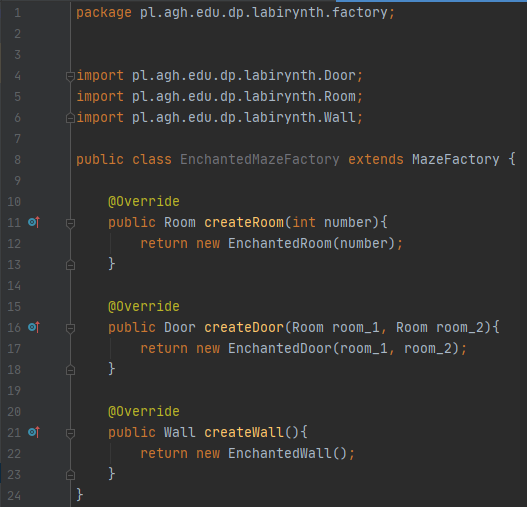 1 package pl.agh.edu.dp.labirynth.factory;
2
3
4 import pl.agh.edu.dp.labirynth.Door;
5 import pl.agh.edu.dp.labirynth.Room;
6 import pl.agh.edu.dp.labirynth.Wall;
7
8 public class EnchantedMazeFactory extends MazeFactory {
9
10 @Override
11 public Room createRoom(int number){
12 return new EnchantedRoom(number);
13 }
14
15 @Override
16 public Door createDoor(Room room_1, Room room_2){
17 return new EnchantedDoor(room_1, room_2);
18 }
19
20 @Override
21 public Wall createWall(){
22 return new EnchantedWall();
23 }
24 }